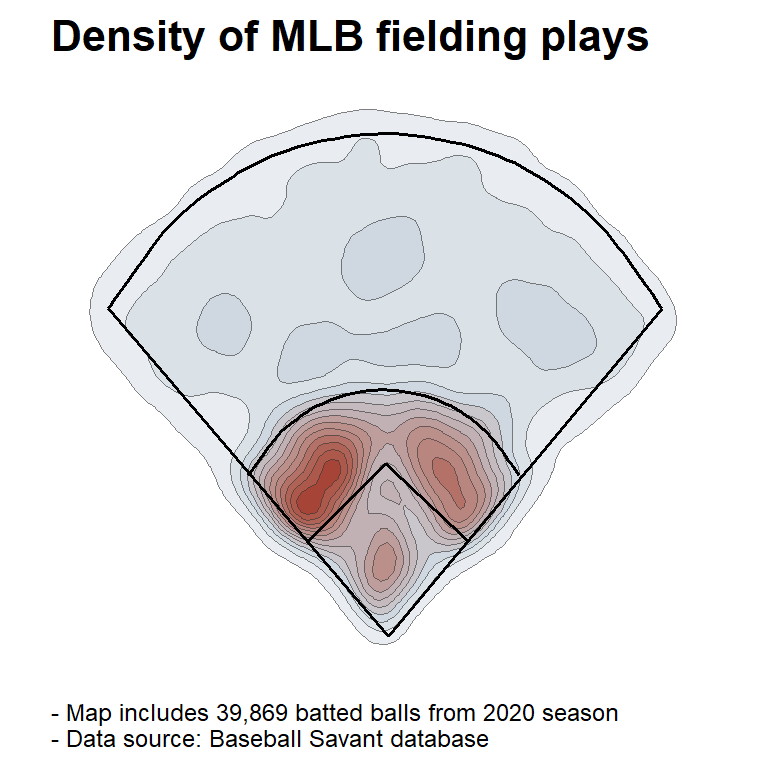 Density of MLB fielding plays
- Map includes 39,869 batted balls from 2020 season
- Data source: Baseball Savant database